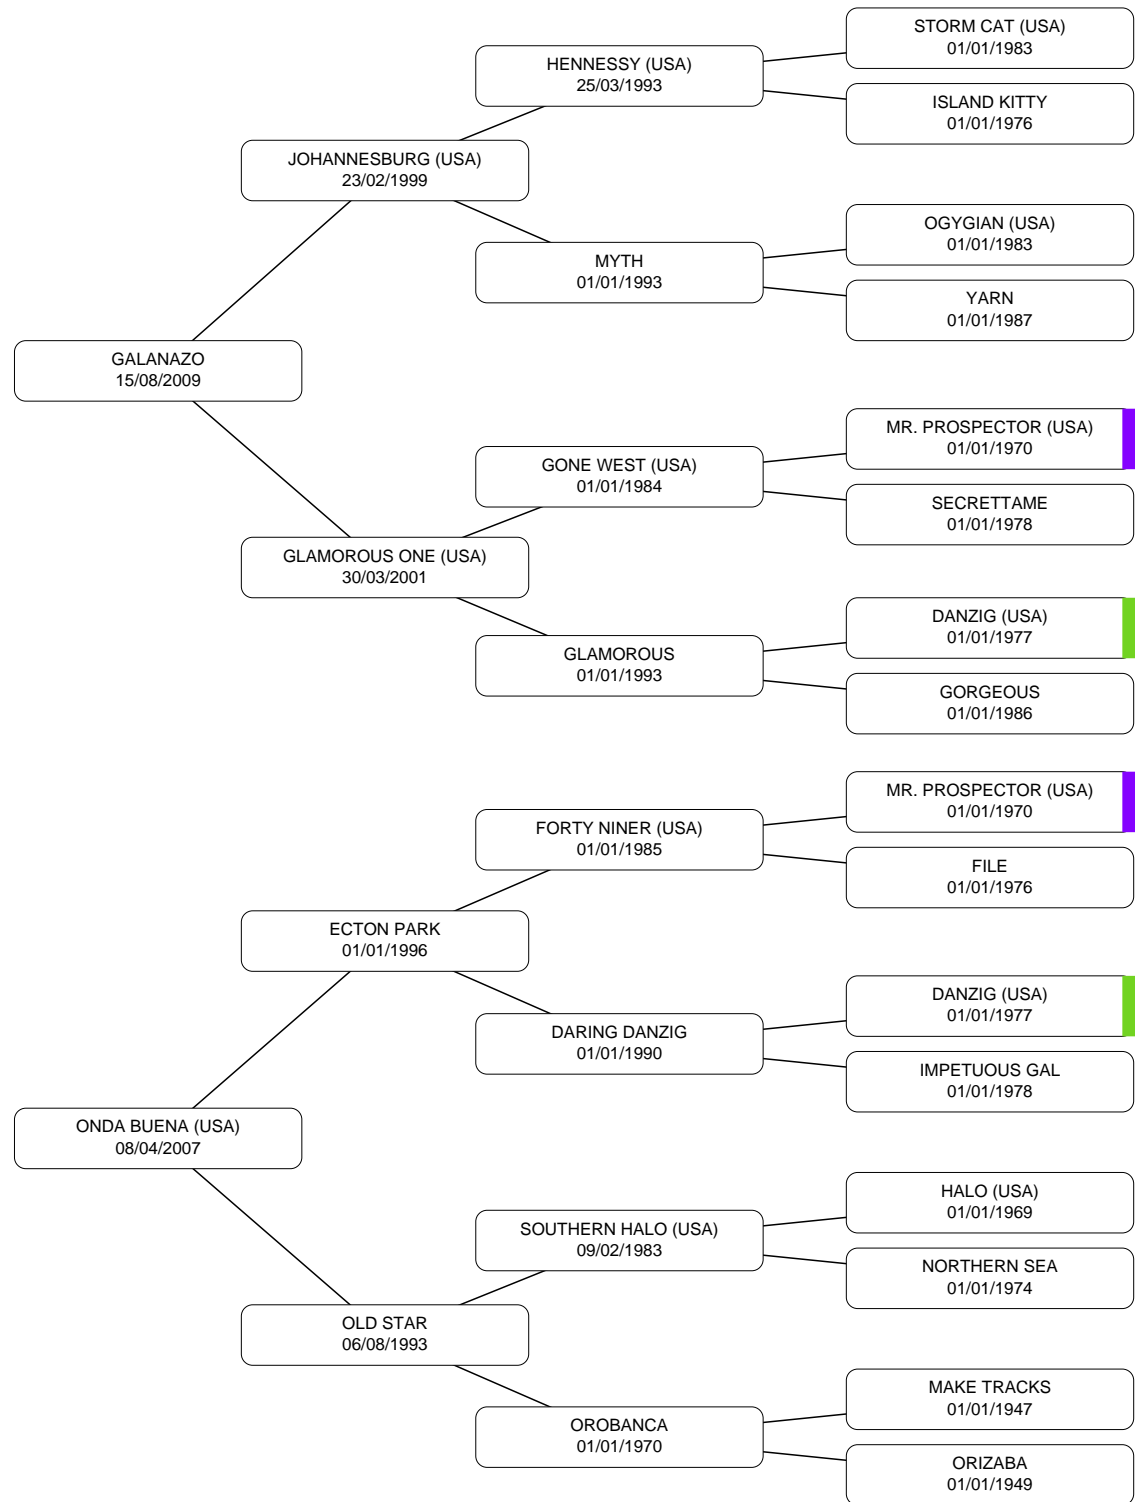 STORM CAT (USA)
01/01/1983
HENNESSY (USA)
25/03/1993
ISLAND KITTY
01/01/1976
JOHANNESBURG (USA)
23/02/1999
OGYGIAN (USA)
01/01/1983
MYTH
01/01/1993
YARN
01/01/1987
GALANAZO
15/08/2009
MR. PROSPECTOR (USA)
01/01/1970
GONE WEST (USA)
01/01/1984
SECRETTAME
01/01/1978
GLAMOROUS ONE (USA)
30/03/2001
DANZIG (USA)
01/01/1977
GLAMOROUS
01/01/1993
GORGEOUS
01/01/1986
MR. PROSPECTOR (USA)
01/01/1970
FORTY NINER (USA)
01/01/1985
FILE
01/01/1976
ECTON PARK
01/01/1996
DANZIG (USA)
01/01/1977
DARING DANZIG
01/01/1990
IMPETUOUS GAL
01/01/1978
ONDA BUENA (USA)
08/04/2007
HALO (USA)
01/01/1969
SOUTHERN HALO (USA)
09/02/1983
NORTHERN SEA
01/01/1974
OLD STAR
06/08/1993
MAKE TRACKS
01/01/1947
OROBANCA
01/01/1970
ORIZABA
01/01/1949